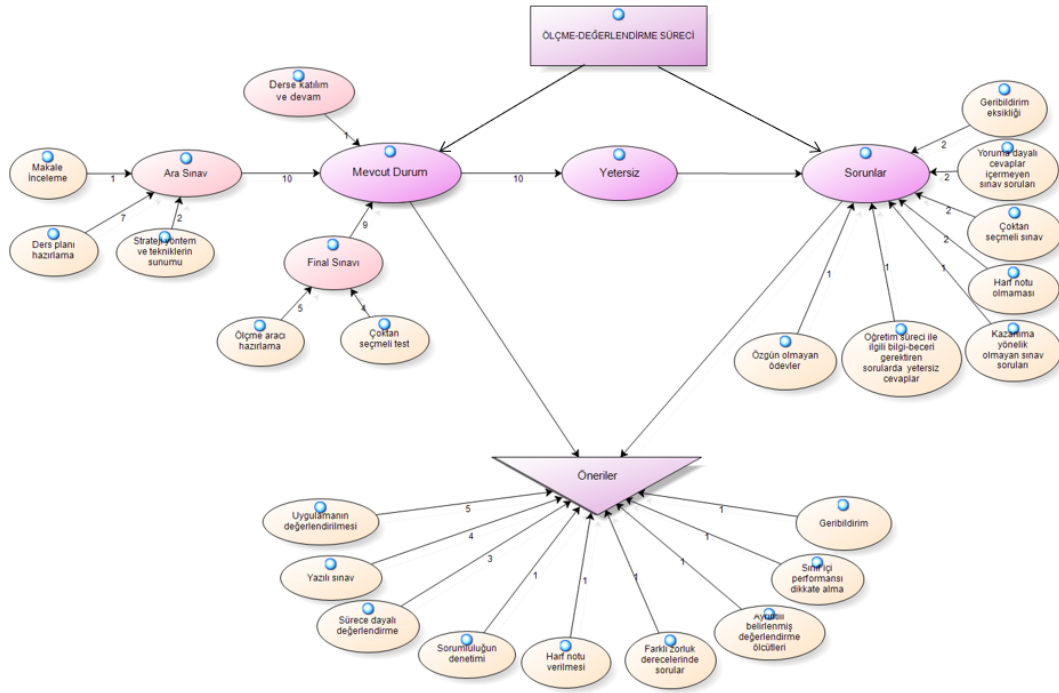 ÖLÇME-DEĞERLENDİRME SÜRECİ
Derse katılım
ve devam
1
Geribildirim
eksikliği
2
Makale
İnceleme
1
Ara Sınav
10
Mevcut Durum
10
Yetersiz
Sorunlar
2
Yoruma dayalı
cevaplar
içermeyen
sınav soruları
7
2
9
2
Çoktan
seçmeli sınav
Ders planı
hazırlama
Strateji yöntem
ve tekniklerin
sunumu
Final Sınavı
2
Harf notu
olmaması
1
1
1
5
4
Ölçme aracı
hazırlama
Çoktan
seçmeli test
Özgün olmayan
ödevler
Öğretim süreci ile
ilgili bilgi-beceri
gerektiren
sorularda yetersiz
cevaplar
Kazanıma
yönelik
olmayan sınav
soruları
Öneriler
Uygulamanın
değerlendirilmesi
5
1
Geribildirim
Yazılı sınav
4
1
Sınıf içi
performansı
dikkate alma
Sürece dayalı
değerlendirme
3
1
Ayrıntılı
belirlenmiş
değerlendirme
ölçütleri
Sorumluluğun
denetimi
1
Harf notu
verilmesi
1
Farklı zorluk
derecelerinde
sorular
1